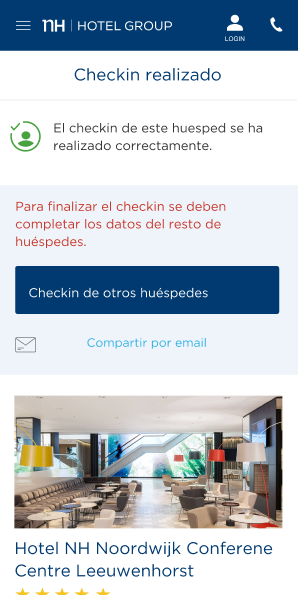 nH | HOTEL GROUP
LOGIN
Checkin realizado
El checkin de este huesped se ha
realizado correctamente.
Para finalizar el checkin se deben
completar los datos del resto de
huéspedes.
Checkin de otros huéspedes
Compartir por email
Hotel NH Noordwijk Conferene
Centre Leeuwenhorst